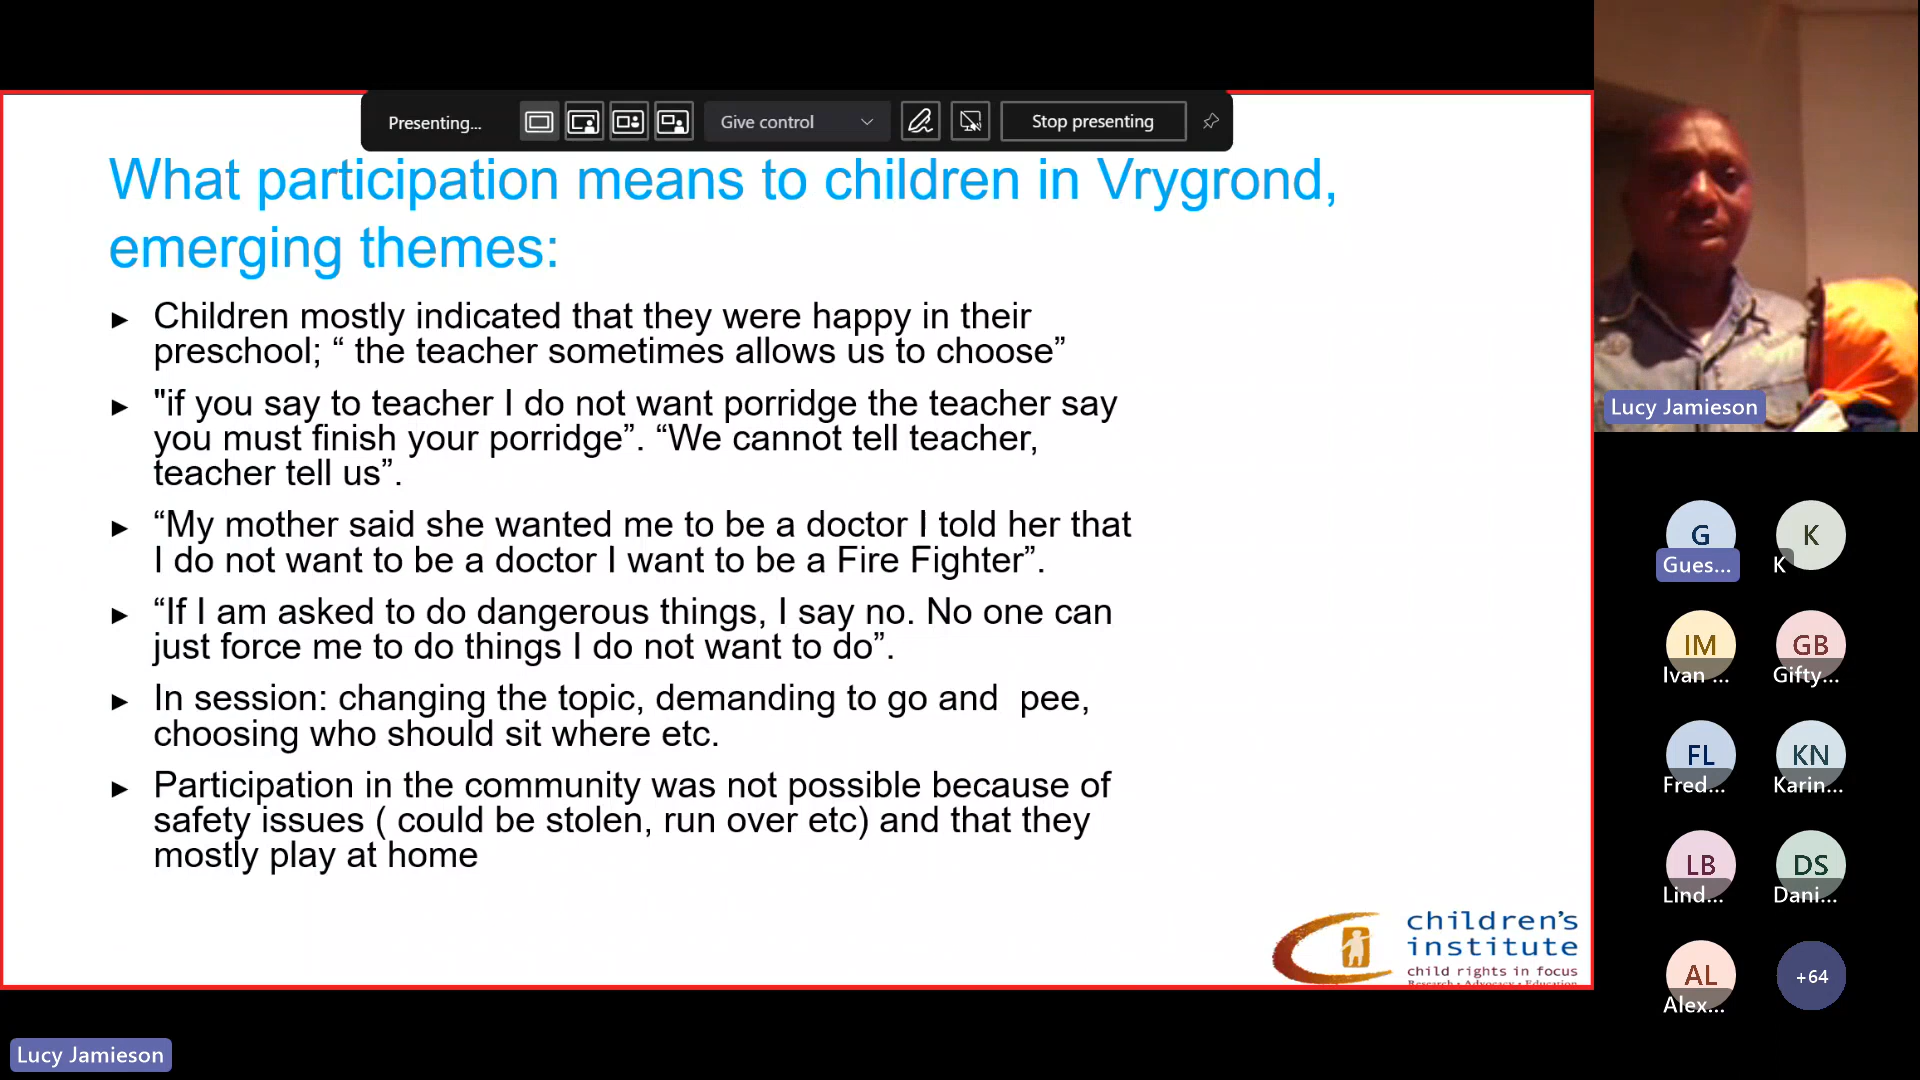 Presenting...
Give control
Stop presenting
What participation means to children in Vrygrond,
emerging themes:
► Children mostly indicated that they were happy in their
preschool; “ the teacher sometimes allows us to choose”
► "if you say to teacher I do not want porridge the teacher say
you must finish your porridge”. “We cannot tell teacher,
teacher tell us”.
► “My mother said she wanted me to be a doctor I told her that
I do not want to be a doctor I want to be a Fire Fighter”.
► “If I am asked to do dangerous things, I say no. No one can
just force me to do things I do not want to do”.
► In session: changing the topic, demanding to go and  pee,
choosing who should sit where etc.
► Participation in the community was not possible because of
safety issues ( could be stolen, run over etc) and that they
mostly play at home
children's
institute
child rights in focus
Research • Advocacy • Education
Lucy Jamieson
Lucy Jamieson
G
Gues...
K
K
IM
Ivan ...
GB
Gifty...
FL
Fred...
KN
Karin...
LB
Lind...
DS
Dani...
AL
Alex...
+64